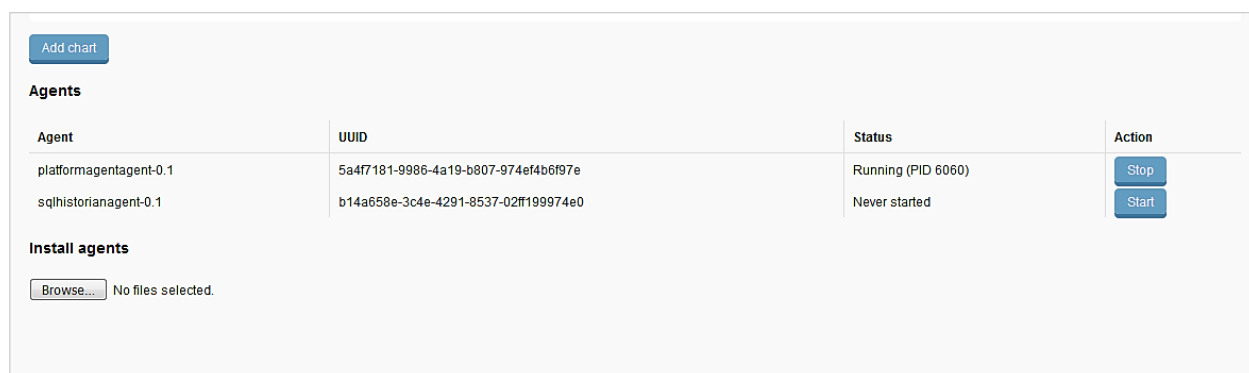 Add chart
Agents
Agent UUID Status Action
platformagentagent-0.1 5a4f7181-9986-4a19-b807-974ef4b6f97e Running (PID 6060) Stop
sqlhistorianagent-0.1 b14a658e-3c4e-4291-8537-02ff199974e0 Never started Start
Install agents
Browse... No files selected.